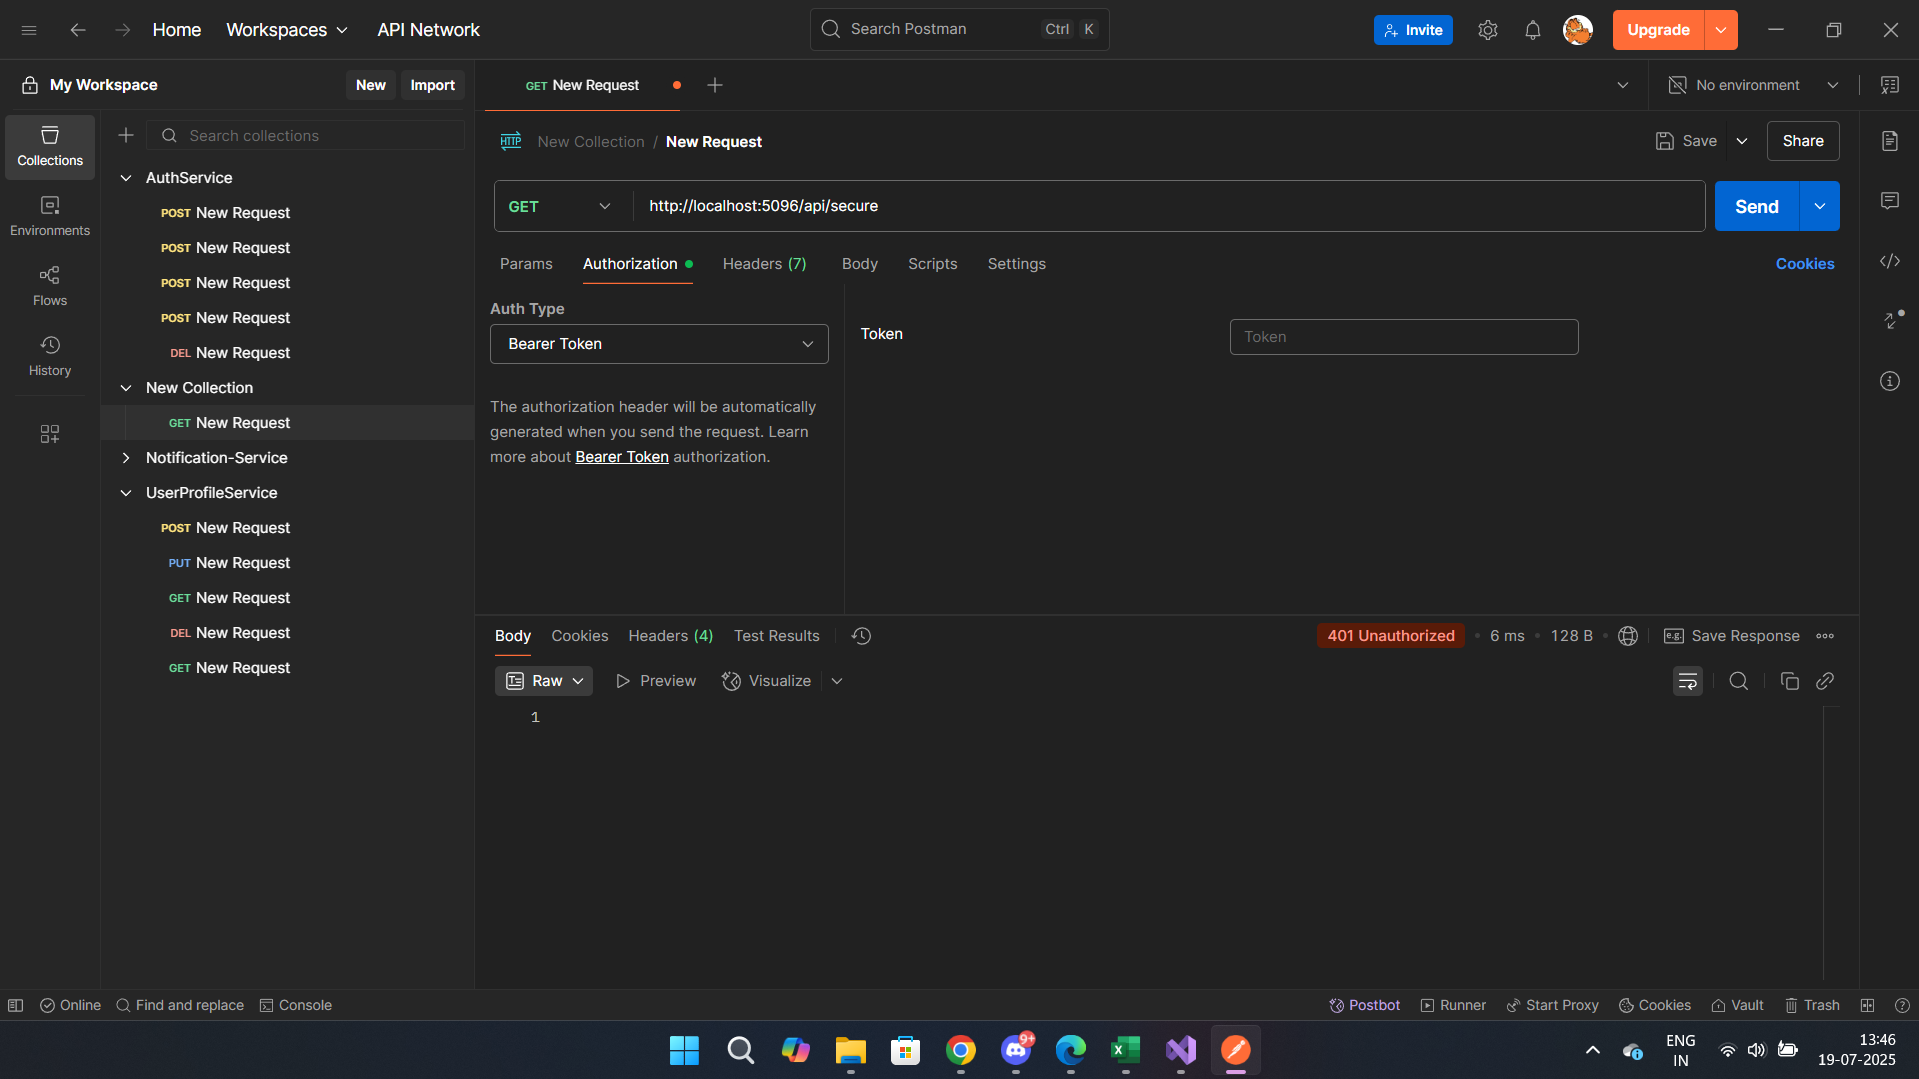 Home
Workspaces
API Network
Search Postman
Ctrl
K
Invite
Upgrade
My Workspace
New
Import
GET New Request
No environment
Collections
Environments
Flows
History
Search collections
AuthService
POST New Request
POST New Request
POST New Request
POST New Request
DEL New Request
New Collection
GET New Request
Notification-Service
UserProfileService
POST New Request
PUT New Request
GET New Request
DEL New Request
GET New Request
HTTP
New Collection / New Request
Save
Share
GET
http://localhost:5096/api/secure
Send
Params
Authorization
Headers (7)
Body
Scripts
Settings
Cookies
Auth Type
Bearer Token
The authorization header will be automatically
generated when you send the request. Learn
more about Bearer Token authorization.
Token
Token
Body
Cookies
Headers (4)
Test Results
401 Unauthorized
6 ms
128 B
e.g.
Save Response
Raw
Preview
Visualize
1
Online
Find and replace
Console
Postbot
Runner
Start Proxy
Cookies
Vault
Trash
9+
ENG
IN
13:46
19-07-2025